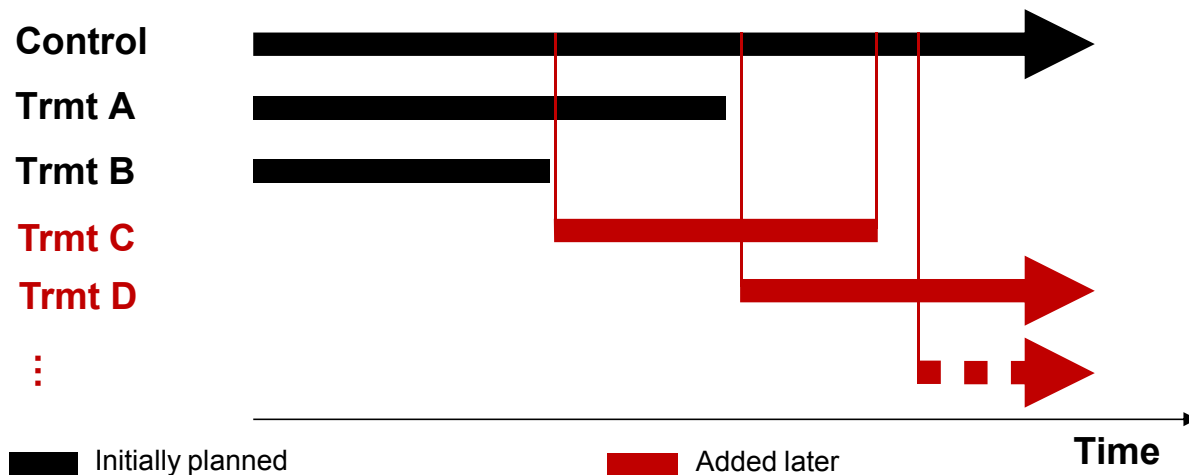 Control
Trmt A
Trmt B
Trmt C
Trmt D
⋮
Time
Initially planned
Added later